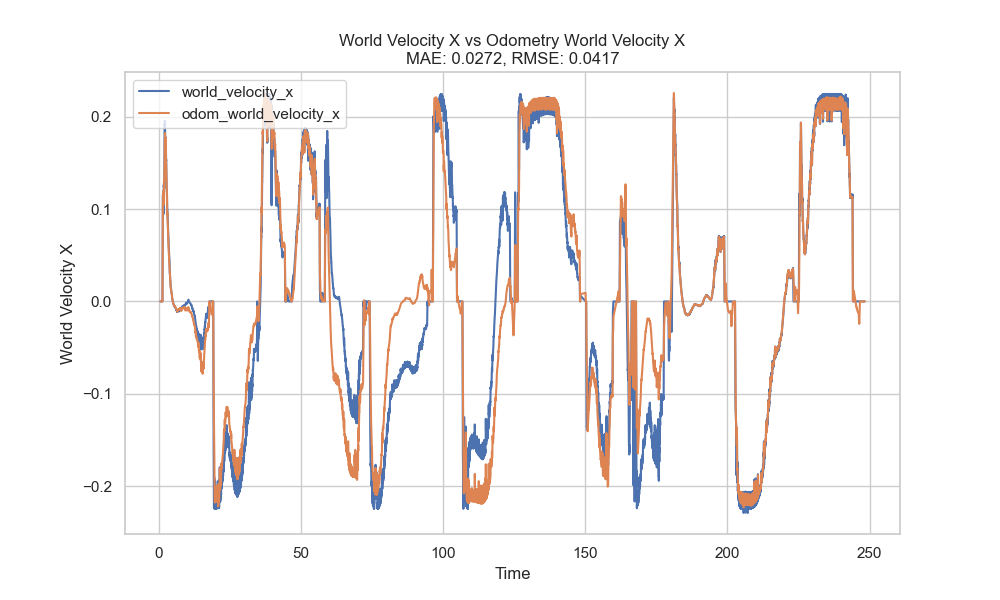 World Velocity X vs Odometry World Velocity X
MAE: 0.0272, RMSE: 0.0417
world_velocity_x
odom_world_velocity_x
World Velocity X
0.2
0.1
0.0
−0.1
−0.2
0
50
100
150
200
250
Time